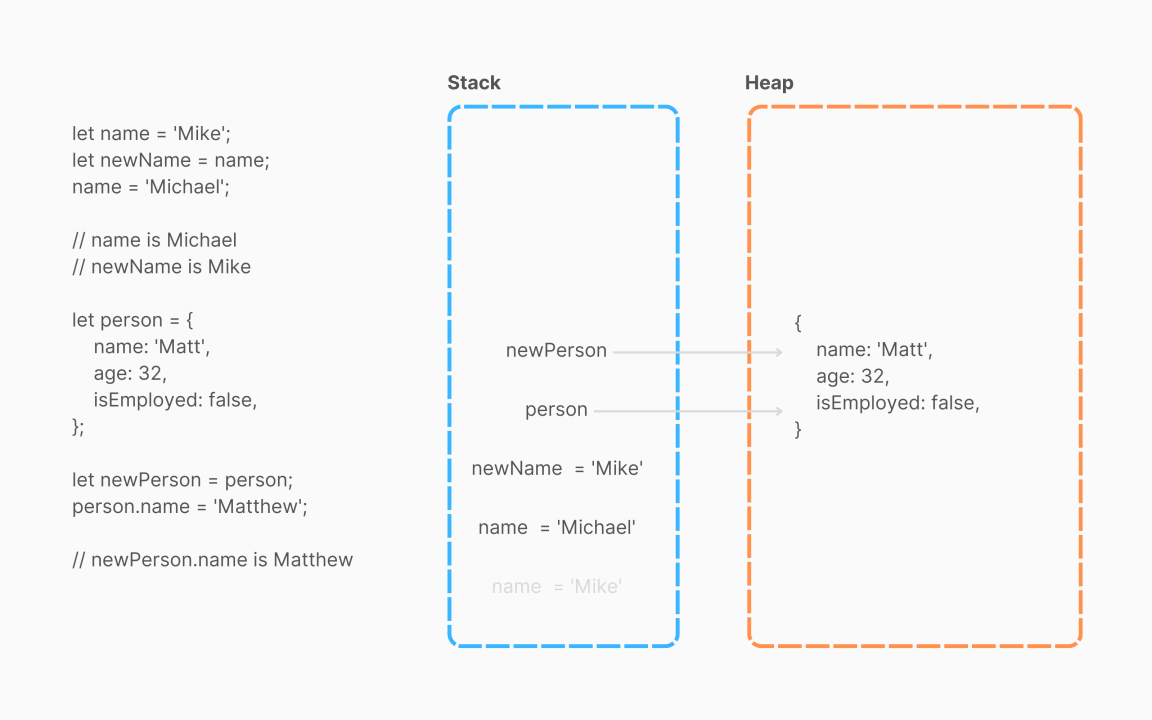 let name = 'Mike';
let newName = name;
name = 'Michael';
// name is Michael
// newName is Mike
let person = {
name: 'Matt',
age: 32,
isEmployed: false,
};
let newPerson = person;
person.name = 'Matthew';
// newPerson.name is Matthew
Stack
newPerson
person
newName = 'Mike'
name = 'Michael'
name = 'Mike'
Heap
{
name: 'Matt',
age: 32,
isEmployed: false,
}